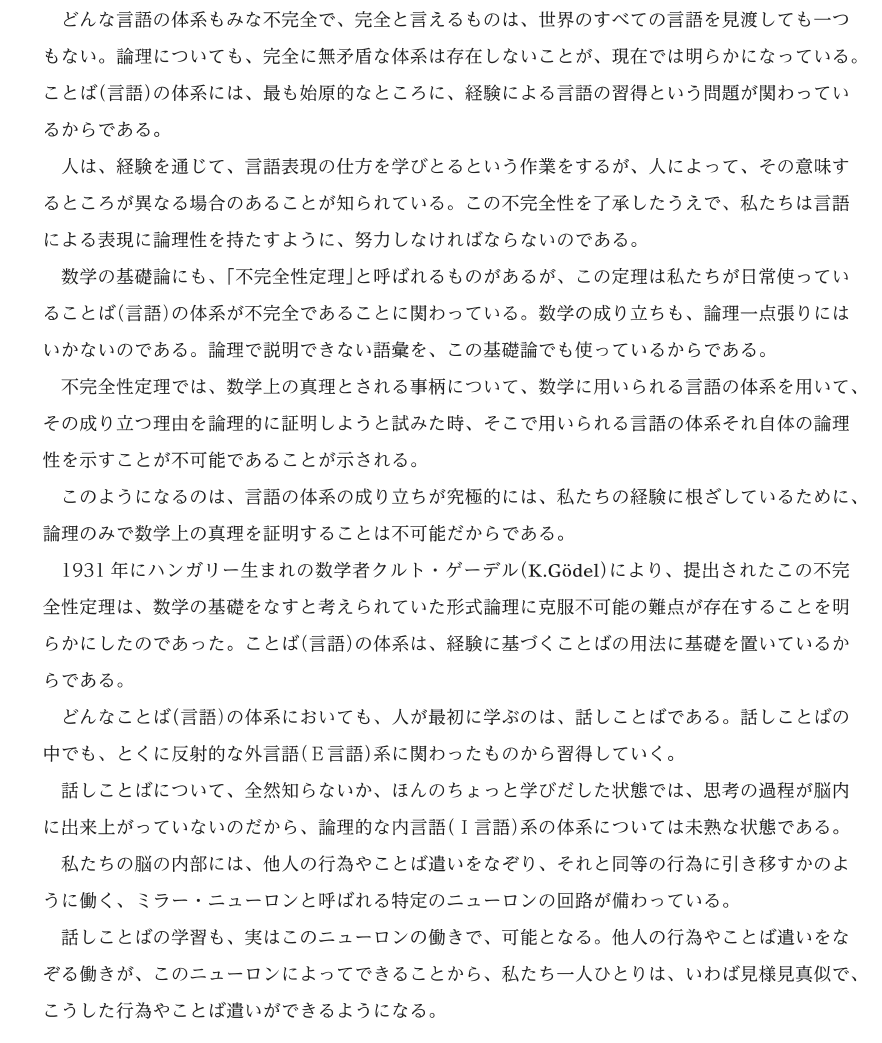 どんな言語の体系もみな不完全で、完全と言えるものは、世界のすべての言語を見渡しても一つ
もない。論理についても、完全に無矛盾な体系は存在しないことが、現在では明らかになっている。
ことば(言語)の体系には、最も始原的なところに、経験による言語の習得という問題が関わってい
るからである。
人は、経験を通じて、言語表現の仕方を学びとるという作業をするが、人によって、その意味す
るところが異なる場合のあることが知られている。この不完全性を了承したうえで、私たちは言語
による表現に論理性を持たすように、努力しなければならないのである。
数学の基礎論にも、「不完全性定理」と呼ばれるものがあるが、この定理は私たちが日常使ってい
ることば(言語)の体系が不完全であることに関わっている。数学の成り立ちも、論理一点張りには
いかないのである。論理で説明できない語彙を、この基礎論でも使っているからである。
不完全性定理では、数学上の真理とされる事柄について、数学に用いられる言語の体系を用いて、
その成り立つ理由を論理的に証明しようと試みた時、そこで用いられる言語の体系それ自体の論理
性を示すことが不可能であることが示される。
このようになるのは、言語の体系の成り立ちが究極的には、私たちの経験に根ざしているために、
論理のみで数学上の真理を証明することは不可能だからである。
1931 年にハンガリー生まれの数学者クルト・ゲーデル(K.Gödel)により、提出されたこの不完
全性定理は、数学の基礎をなすと考えられていた形式論理に克服不可能の難点が存在することを明
らかにしたのであった。ことば(言語)の体系は、経験に基づくことばの用法に基礎を置いているか
らである。
どんなことば(言語)の体系においても、人が最初に学ぶのは、話しことばである。話しことばの
中でも、とくに反射的な外言語(E言語)系に関わったものから習得していく。
話しことばについて、全然知らないか、ほんのちょっと学びだした状態では、思考の過程が脳内
に出来上がっていないのだから、論理的な内言語(I言語)系の体系については未熟な状態である。
私たちの脳の内部には、他人の行為やことば遣いをなぞり、それと同等の行為に引き移すかのよ
うに働く、ミラー・ニューロンと呼ばれる特定のニューロンの回路が備わっている。
話しことばの学習も、実はこのニューロンの働きで、可能となる。他人の行為やことば遣いをな
ぞる働きが、このニューロンによってできることから、私たち一人ひとりは、いわば見様見真似で、
こうした行為やことば遣いができるようになる。